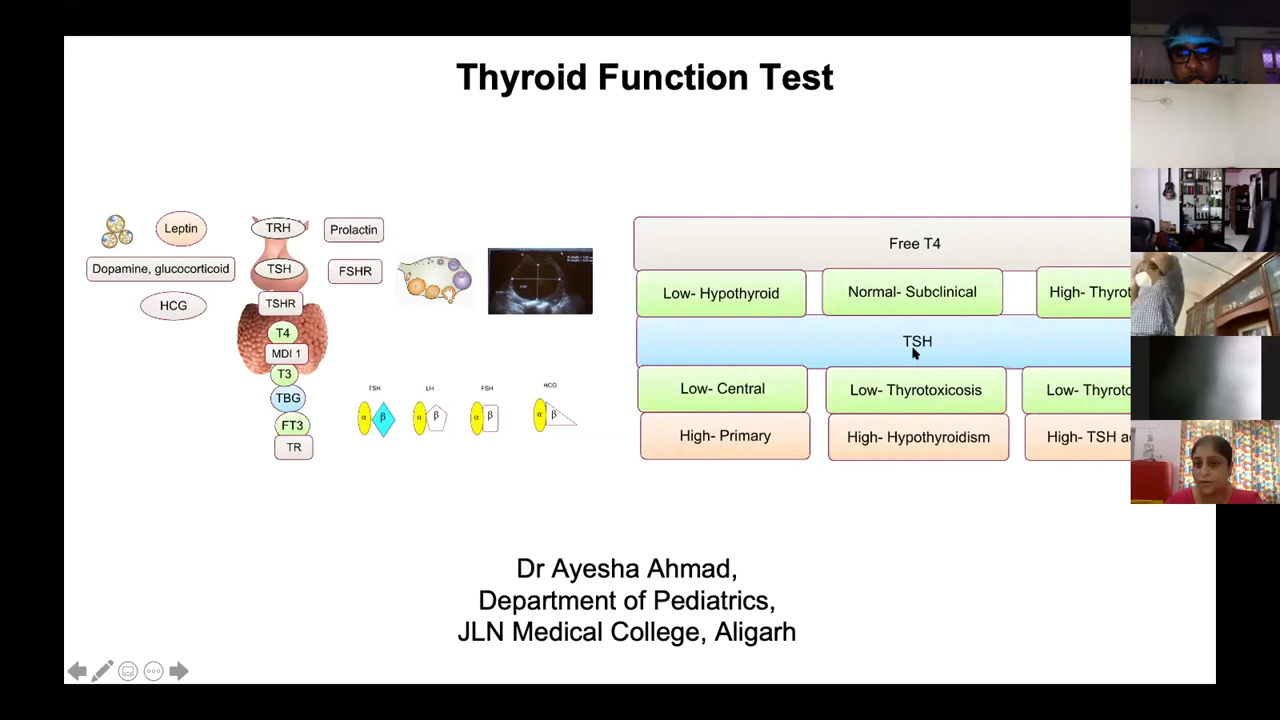 Thyroid Function Test
Leptin
TRH
Prolactin
Dopamine, glucocorticoid
TSH
FSHR
HCG
TSHR
T4
MDI 1
T3
TBG
FT3
TR
TSH
LH
FSH
HCG
α β
α β
α β
α β
Free T4
Low- Hypothyroid
Normal- Subclinical
High- Thyrot
TSH
Low- Central
Low- Thyrotoxicosis
Low- Thyroto
High- Primary
High- Hypothyroidism
High- TSH a
Dr Ayesha Ahmad,
Department of Pediatrics,
JLN Medical College, Aligarh